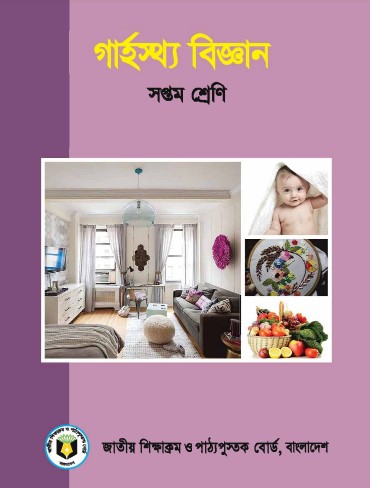 গার্হস্থ্য বিজ্ঞান
সপ্তম শ্রেণি
জাতীয় শিক্ষাক্রম ও পাঠ্যপুস্তক বোর্ড, বাংলাদেশ